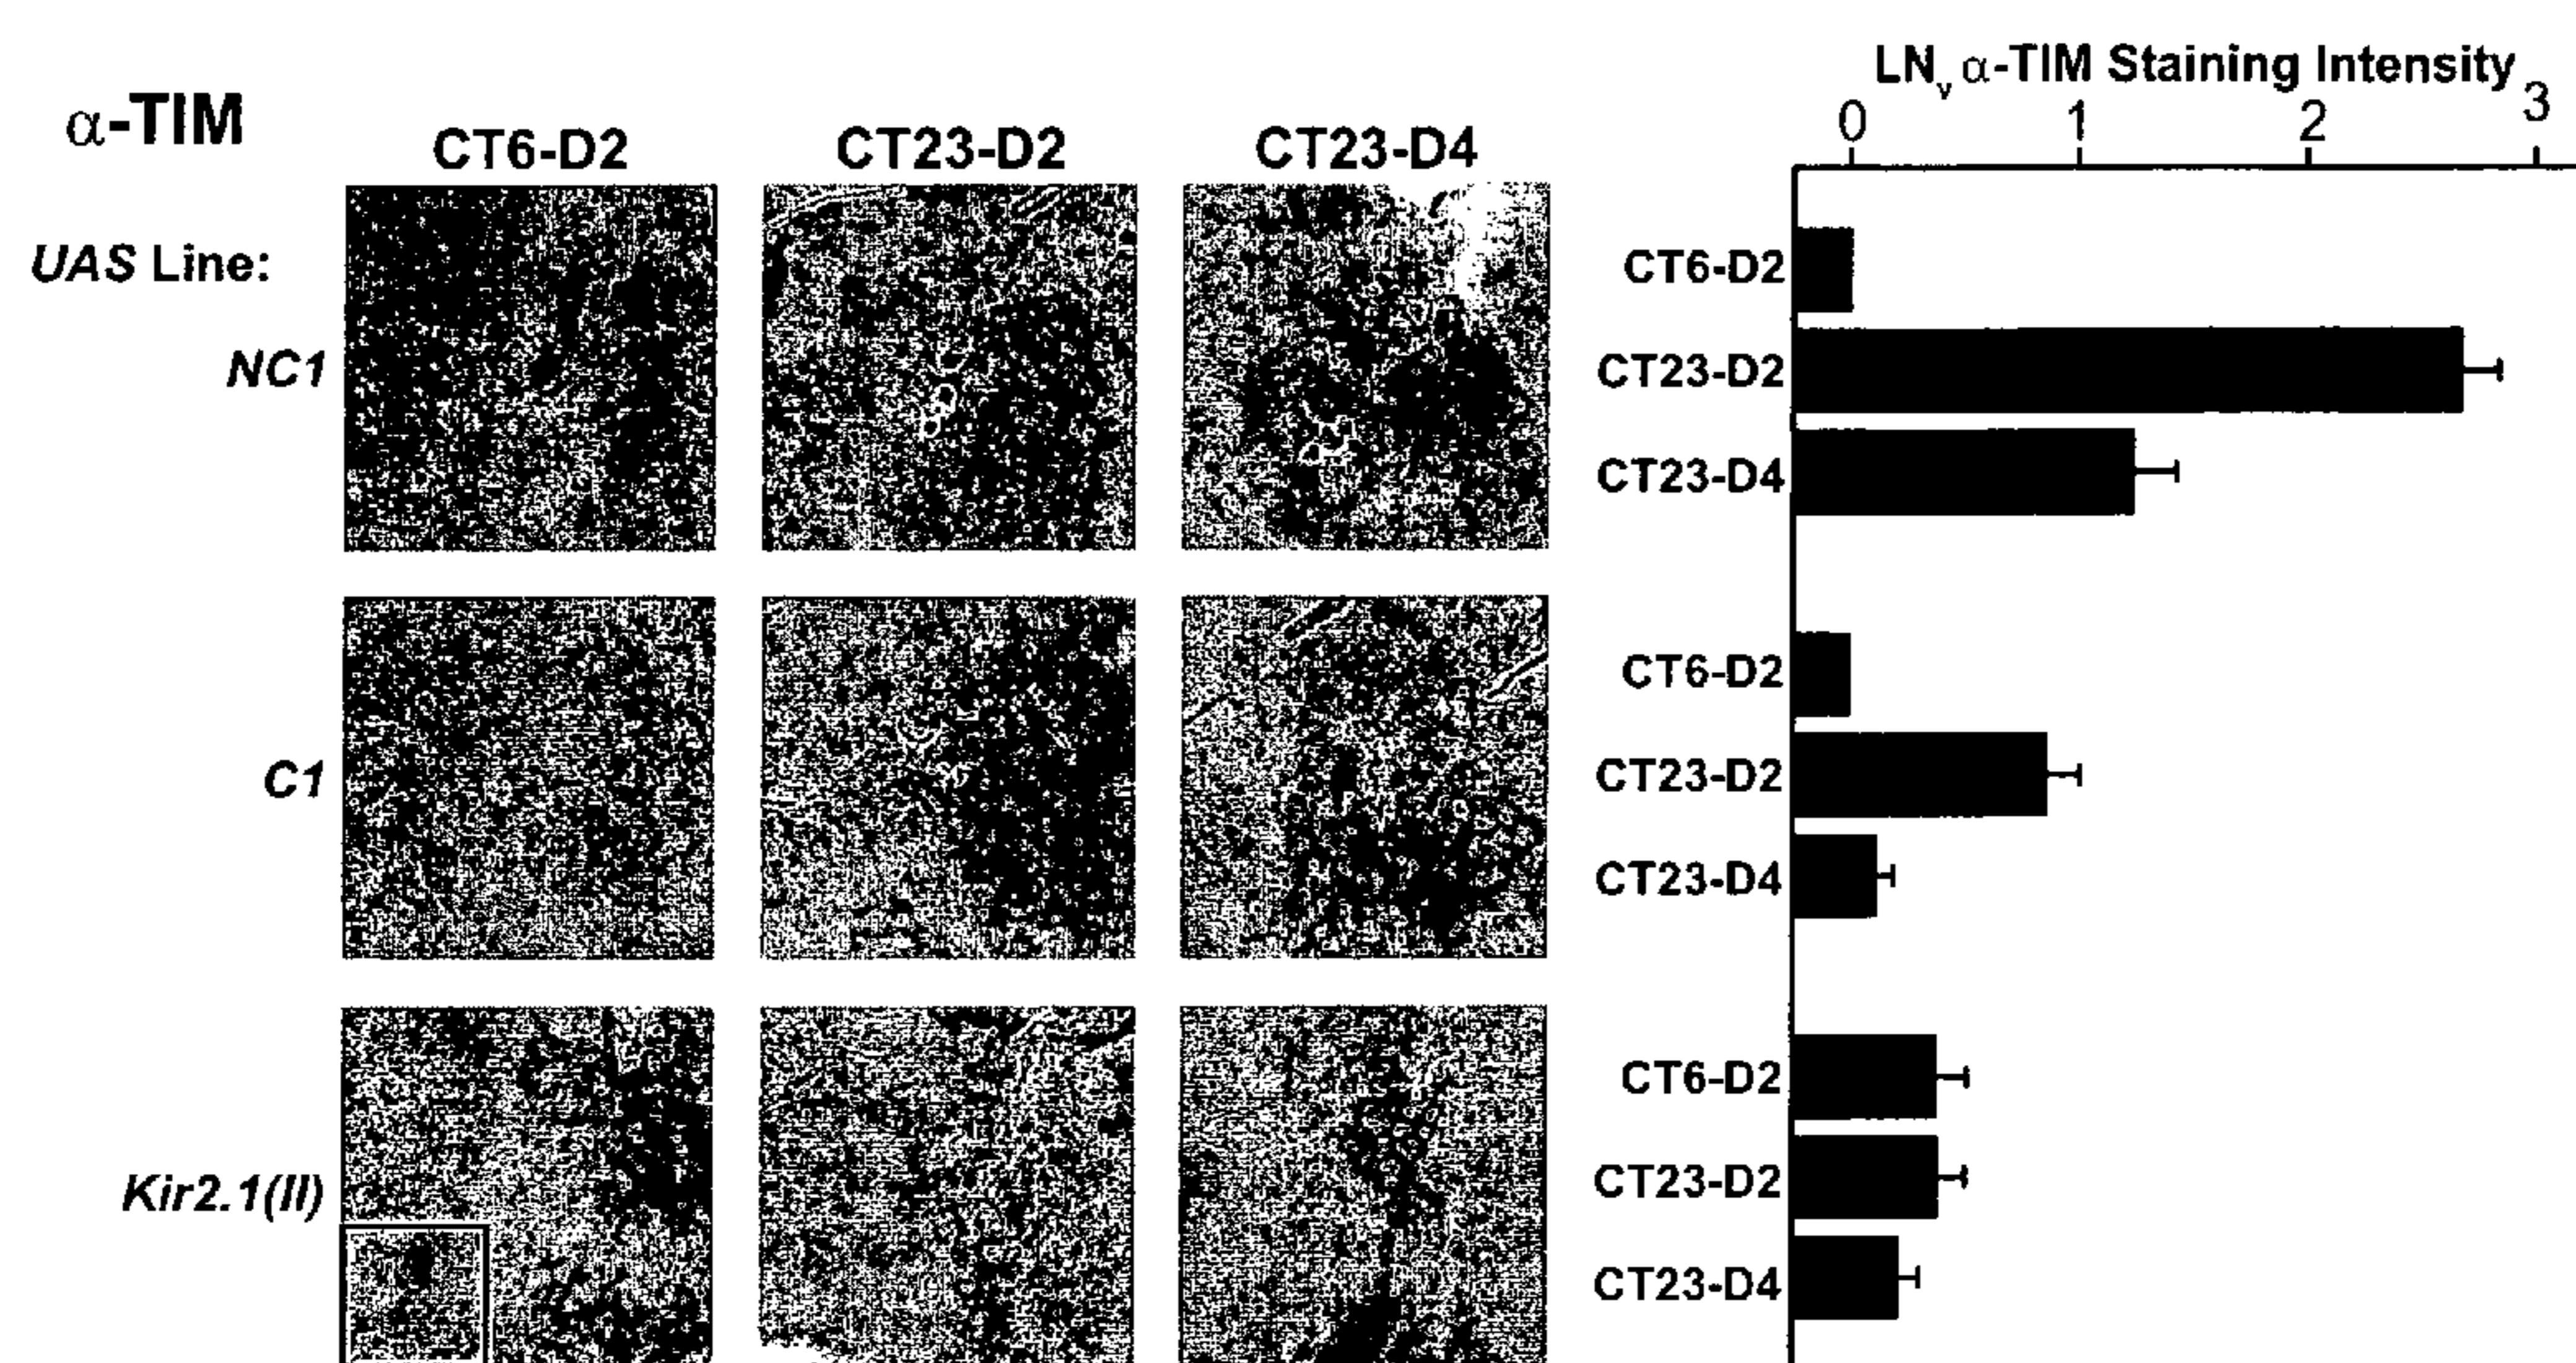 LNv α-TIM Staining Intensity
0 1 2 3
α-TIM
CT6-D2 CT23-D2 CT23-D4
UAS Line:
NC1
C1
Kir2.1(II)
CT6-D2
CT23-D2
CT23-D4
CT6-D2
CT23-D2
CT23-D4
CT6-D2
CT23-D2
CT23-D4